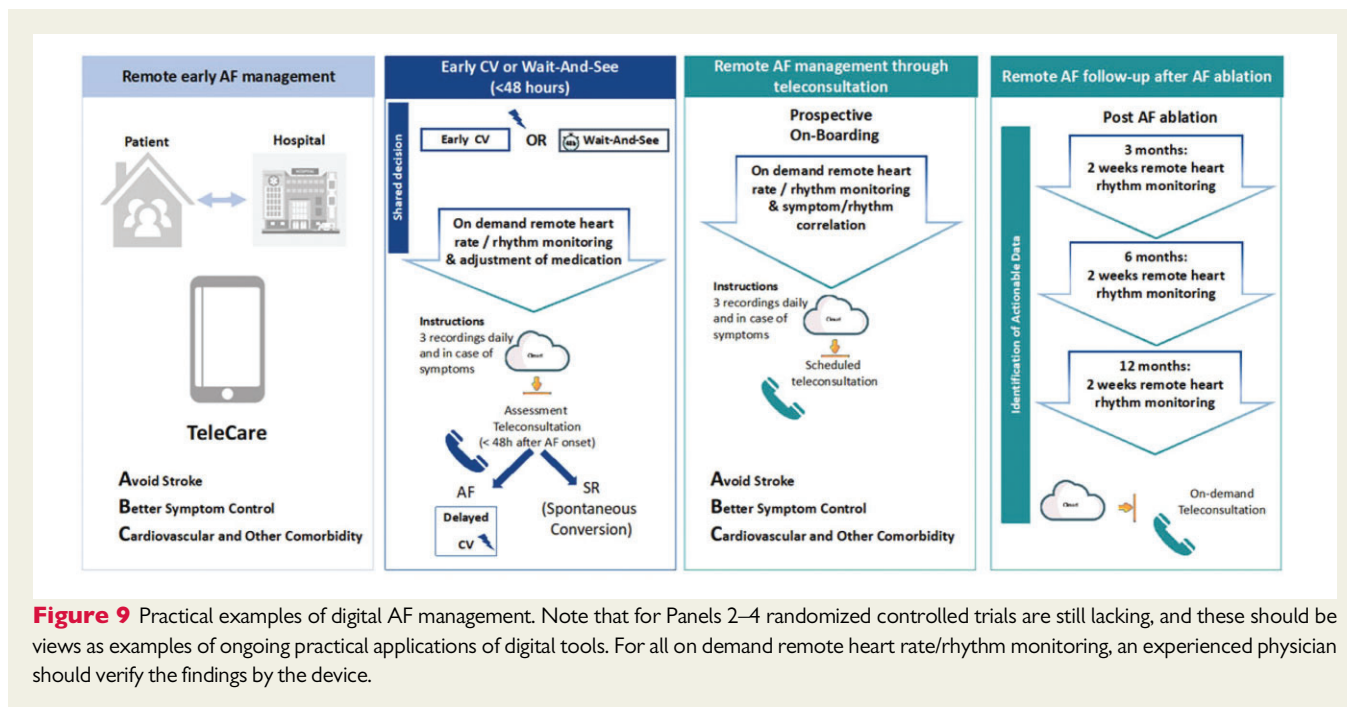 Remote early AF management
Patient
Hospital
HOSPITAL
TeleCare
Avoid Stroke
Better Symptom Control
Cardiovascular and Other Comorbidity
Early CV or Wait-And-See
(<48 hours)
Shared decision
Early CV
OR
48h
Wait-And-See
On demand remote heart
rate / rhythm monitoring
& adjustment of medication
Instructions
3 recordings daily
and in case of
symptoms
Cloud
Assessment
Teleconsultation
(< 48h after AF onset)
AF
Delayed
CV
SR
(Spontaneous
Conversion)
Remote AF management through
teleconsultation
Prospective
On-Boarding
On demand remote heart
rate / rhythm monitoring
& symptom/rhythm
correlation
Instructions
3 recordings daily
and in case of
symptoms
Cloud
Scheduled
teleconsultation
Avoid Stroke
Better Symptom Control
Cardiovascular and Other Comorbidity
Remote AF follow-up after AF ablation
Identification of Actionable Data
Post AF ablation
3 months:
2 weeks remote heart
rhythm monitoring
6 months:
2 weeks remote heart
rhythm monitoring
12 months:
2 weeks remote heart
rhythm monitoring
Cloud
On-demand
Teleconsultation
Figure 9 Practical examples of digital AF management. Note that for Panels 2–4 randomized controlled trials are still lacking, and these should be
views as examples of ongoing practical applications of digital tools. For all on demand remote heart rate/rhythm monitoring, an experienced physician
should verify the findings by the device.